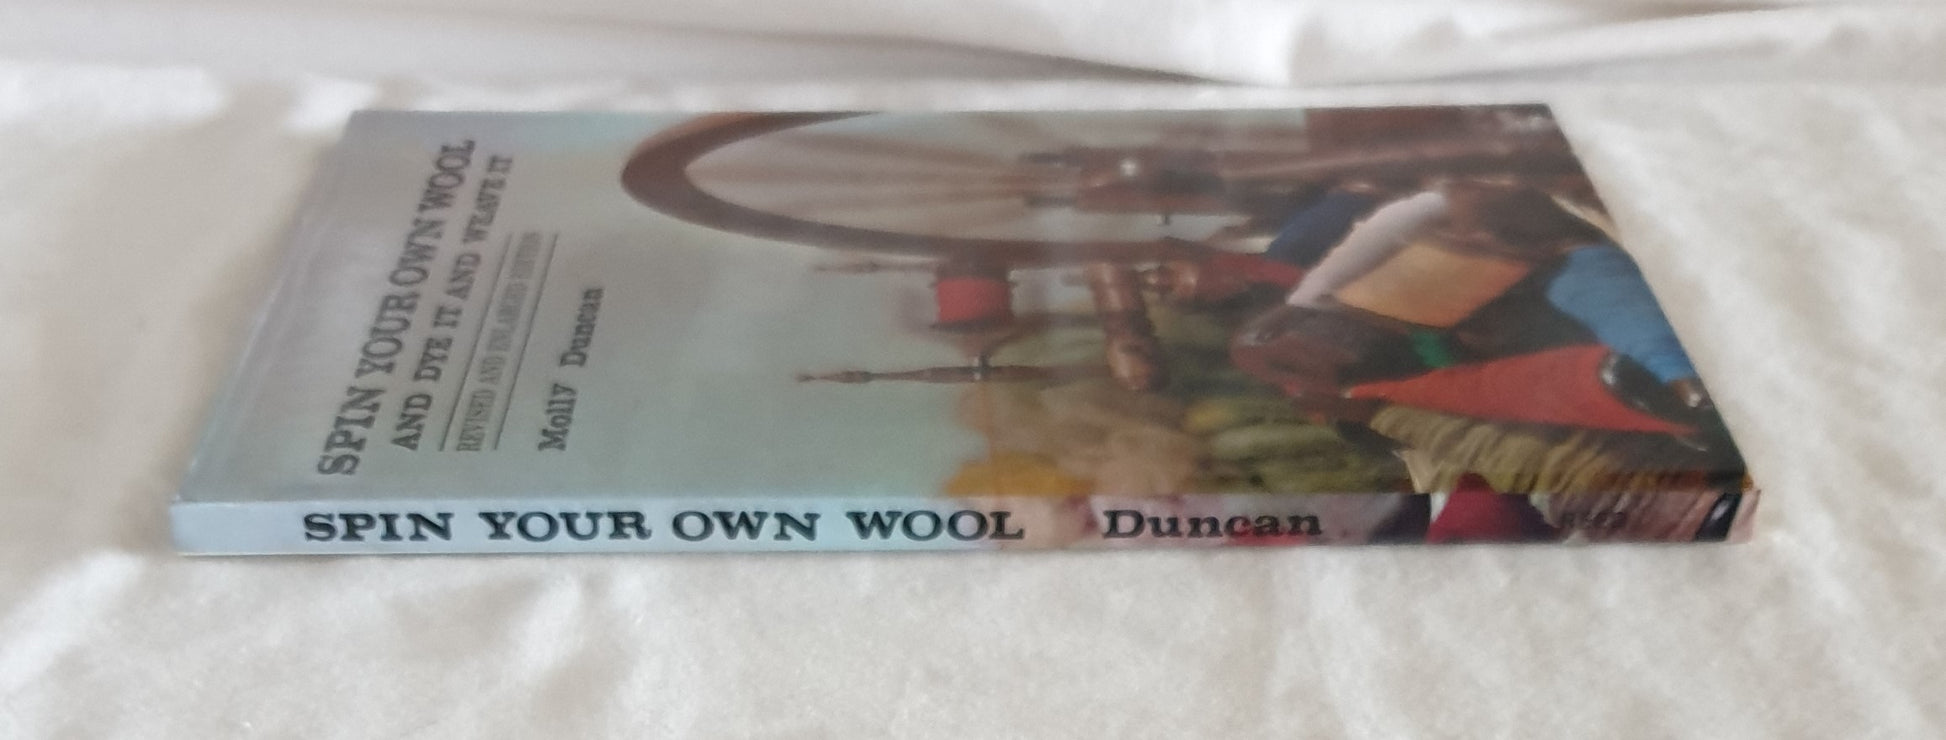 SPIN YOUR OWN WOOL
AND DYE IT AND WEAVE IT
REVISED AND ENLARGED EDITION
Molly Duncan
SPIN YOUR OWN WOOL Duncan